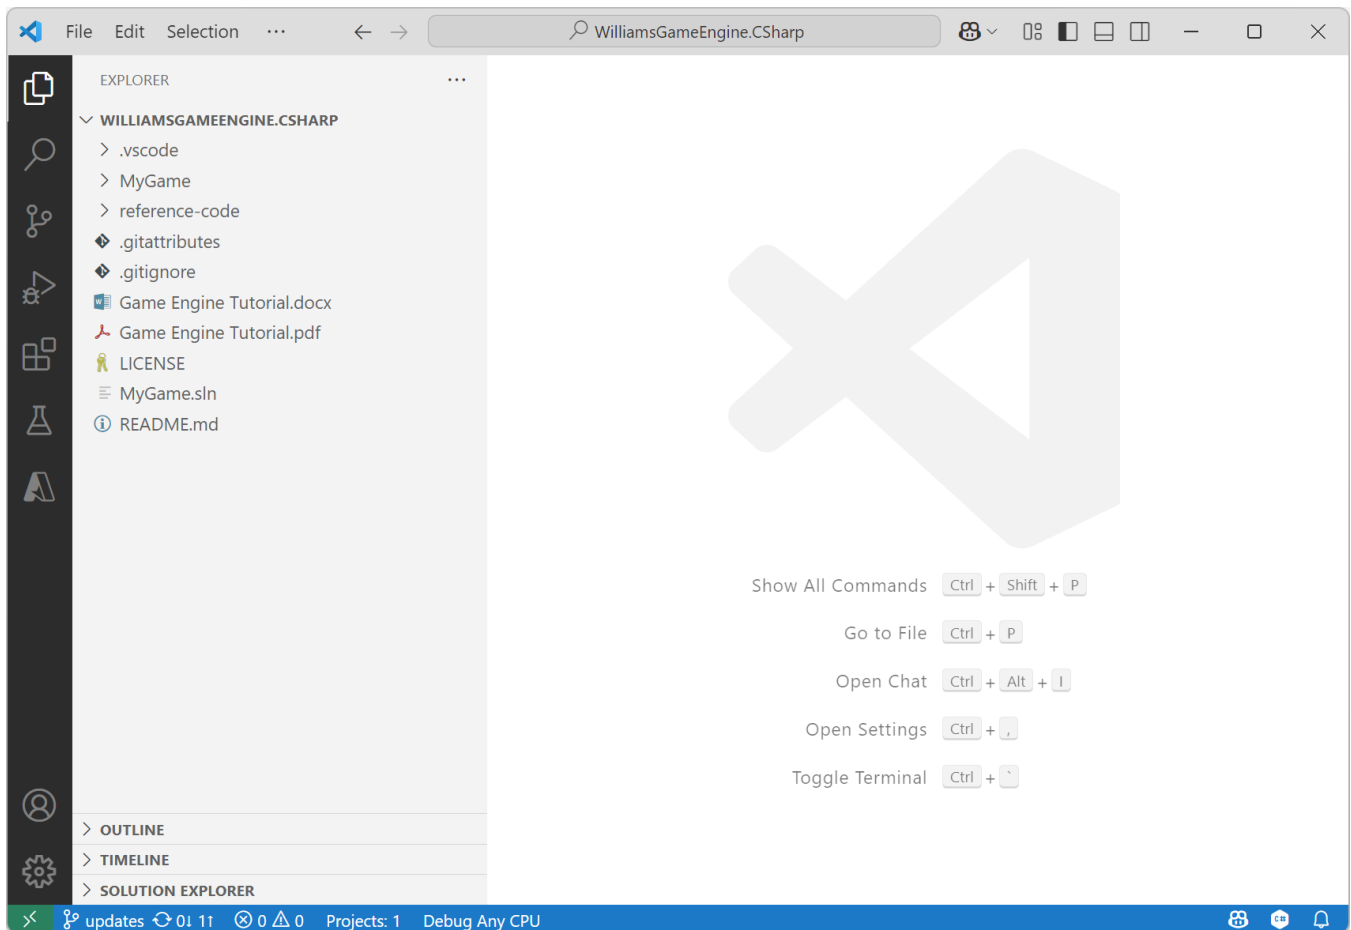 File Edit Selection ··· WilliamsGameEngine.CSharp
EXPLORER ···
WILLIAMSGAMEENGINE.CSHARP
.vscode
MyGame
reference-code
.gitattributes
.gitignore
Game Engine Tutorial.docx
Game Engine Tutorial.pdf
LICENSE
MyGame.sln
README.md
Show All Commands Ctrl + Shift + P
Go to File Ctrl + P
Open Chat Ctrl + Alt + I
Open Settings Ctrl + ,
Toggle Terminal Ctrl + `
OUTLINE
TIMELINE
SOLUTION EXPLORER
updates 0↓ 1↑ 0 0 Projects: 1 Debug Any CPU